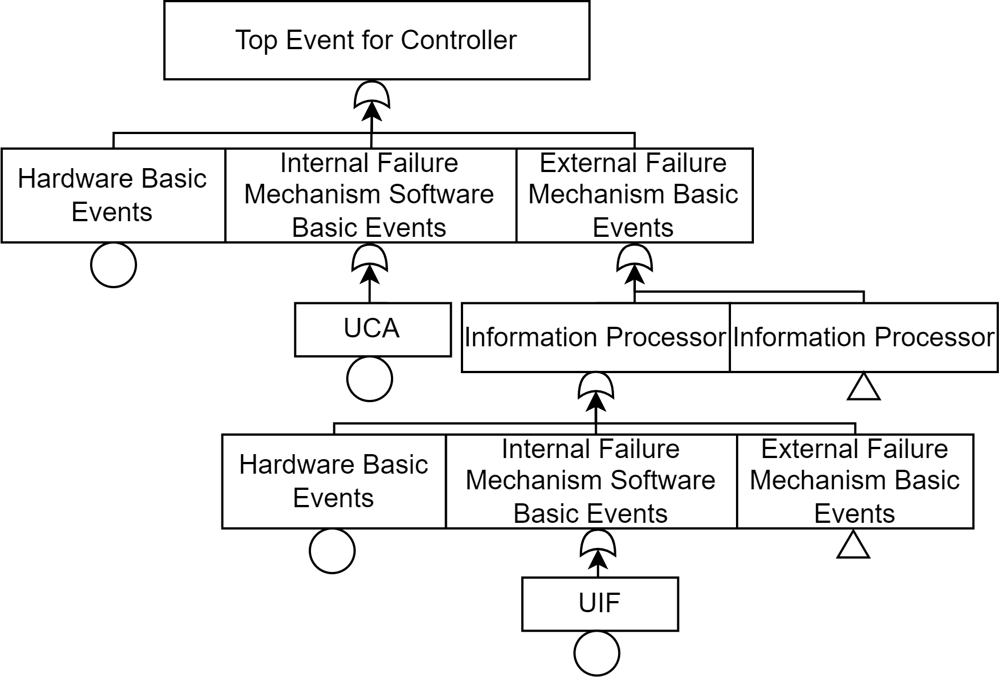 Top Event for Controller
Hardware Basic
Events
Internal Failure
Mechanism Software
Basic Events
External Failure
Mechanism Basic
Events
UCA
Information Processor
Information Processor
Hardware Basic
Events
Internal Failure
Mechanism Software
Basic Events
External Failure
Mechanism Basic
Events
UIF